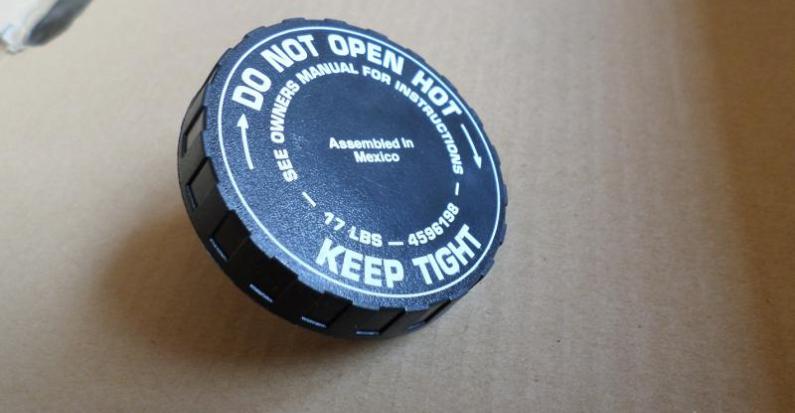 DO NOT OPEN HOT
SEE OWNERS MANUAL FOR INSTRUCTIONS
Assembled in
Mexico
— 17 LBS — 4596198 —
KEEP TIGHT